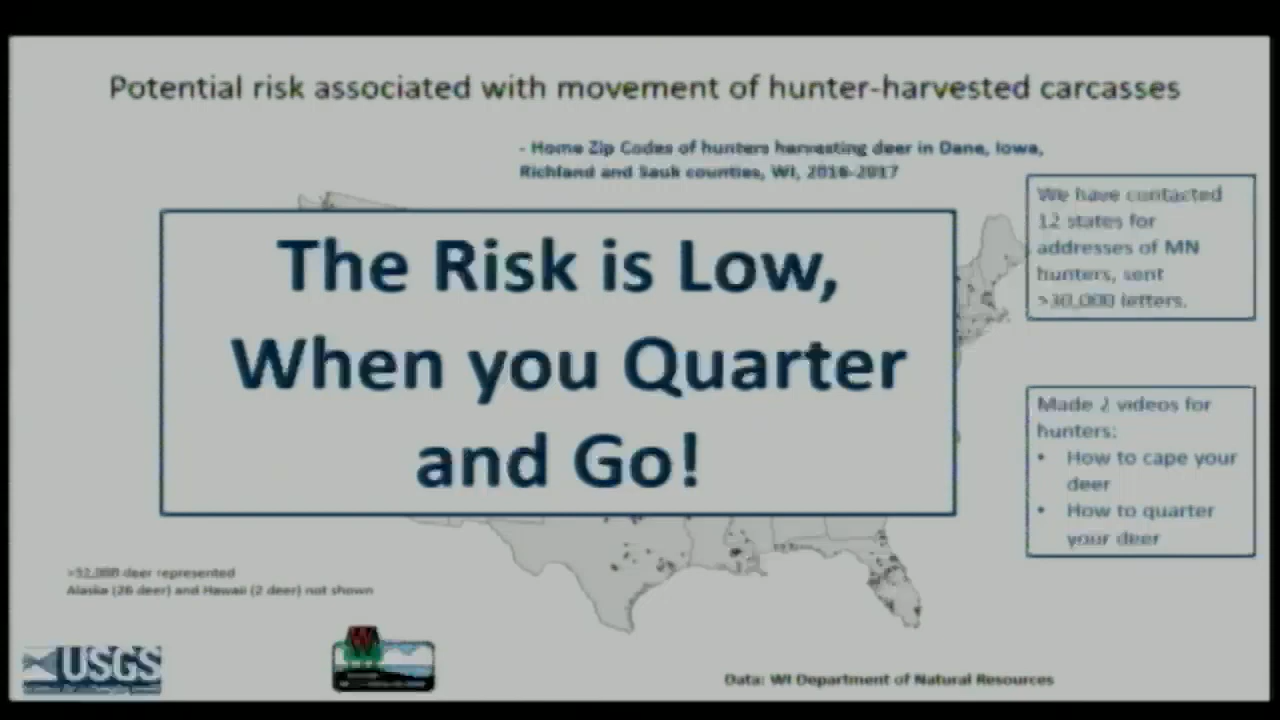 Potential risk associated with movement of hunter-harvested carcasses
- Home Zip Codes of hunters harvesting deer in Dane, Iowa,
Richland and Sauk counties, WI, 2016-2017
We have contacted
12 states for
addresses of MN
hunters, sent
>30,000 letters.
The Risk is Low,
When you Quarter
and Go!
Made 2 videos for
hunters:
• How to cape your
deer
• How to quarter
your deer
deer represented
Alaska (26 deer) and Hawaii (2 deer) not shown
USGS
W
Data: WI Department of Natural Resources